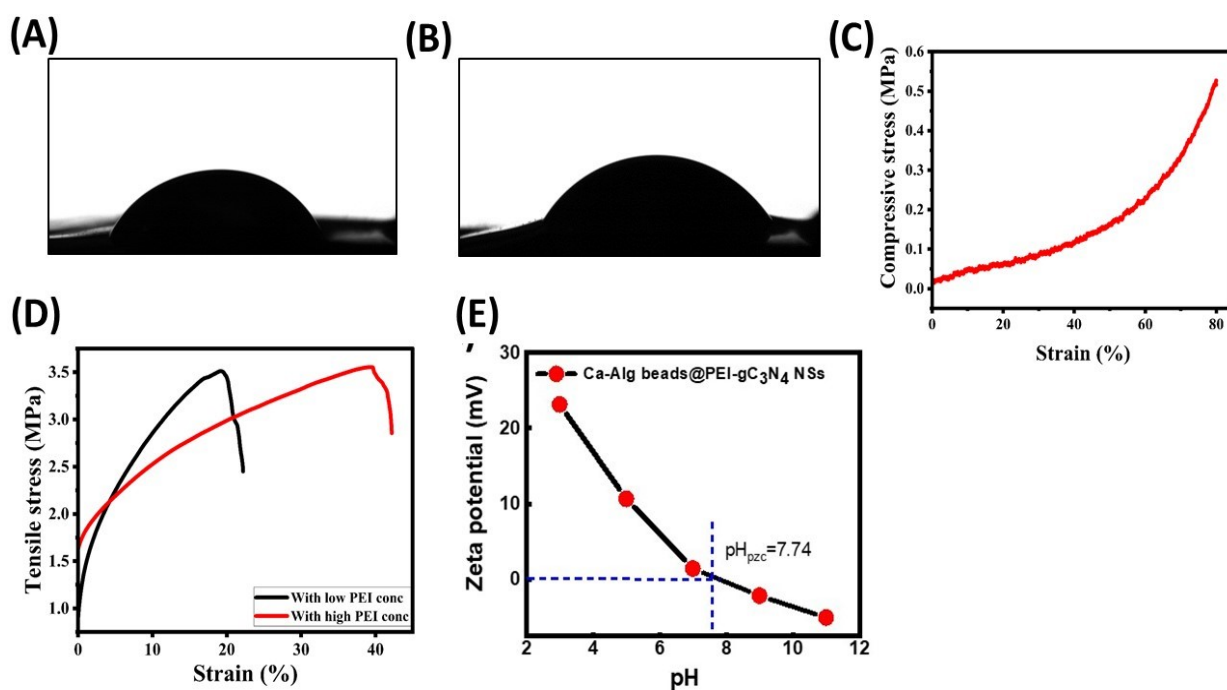 (A)
(B)
(C)
Compressive stress (MPa)
0.6
0.5
0.4
0.3
0.2
0.1
0.0
0 20 40 60 80
Strain (%)
(D)
Tensile stress (MPa)
3.5
3.0
2.5
2.0
1.5
1.0
With low PEI conc
With high PEI conc
0 10 20 30 40
Strain (%)
(E)
,
Zeta potential (mV)
30
20
10
0
Ca-Alg beads@PEI-gC₃N₄ NSs
pHpzc=7.74
2 4 6 8 10 12
pH